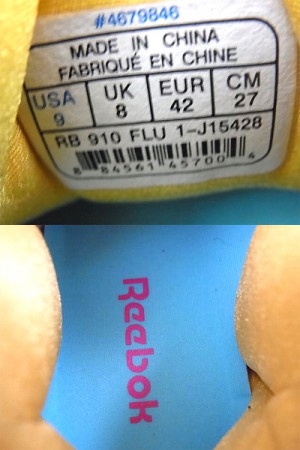 #4679846
MADE IN CHINA
FABRIQUÉ EN CHINE
USA UK EUR CM
9 8 42 27
RB 910 FLU 1-J15428
8 84561 45700 4
Reebok